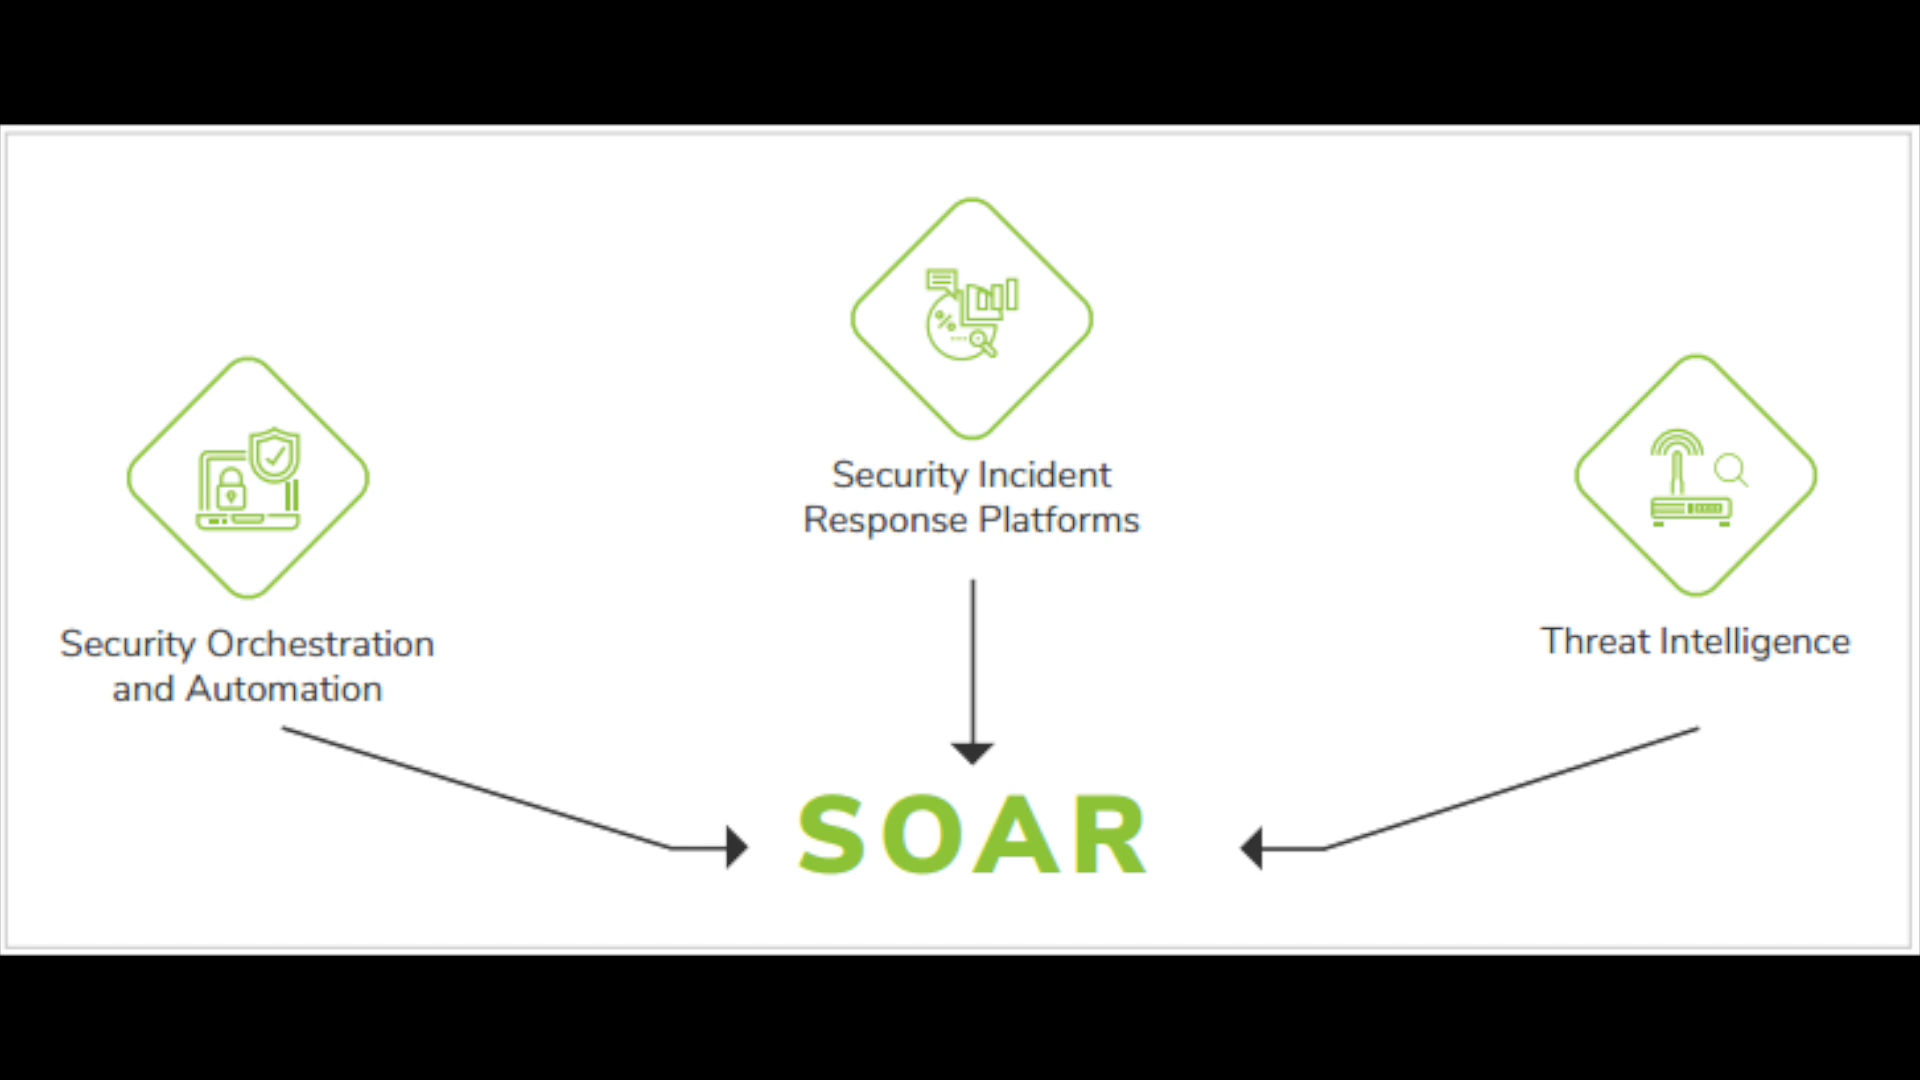 Security Incident
Response Platforms
Security Orchestration
and Automation
Threat Intelligence
SOAR